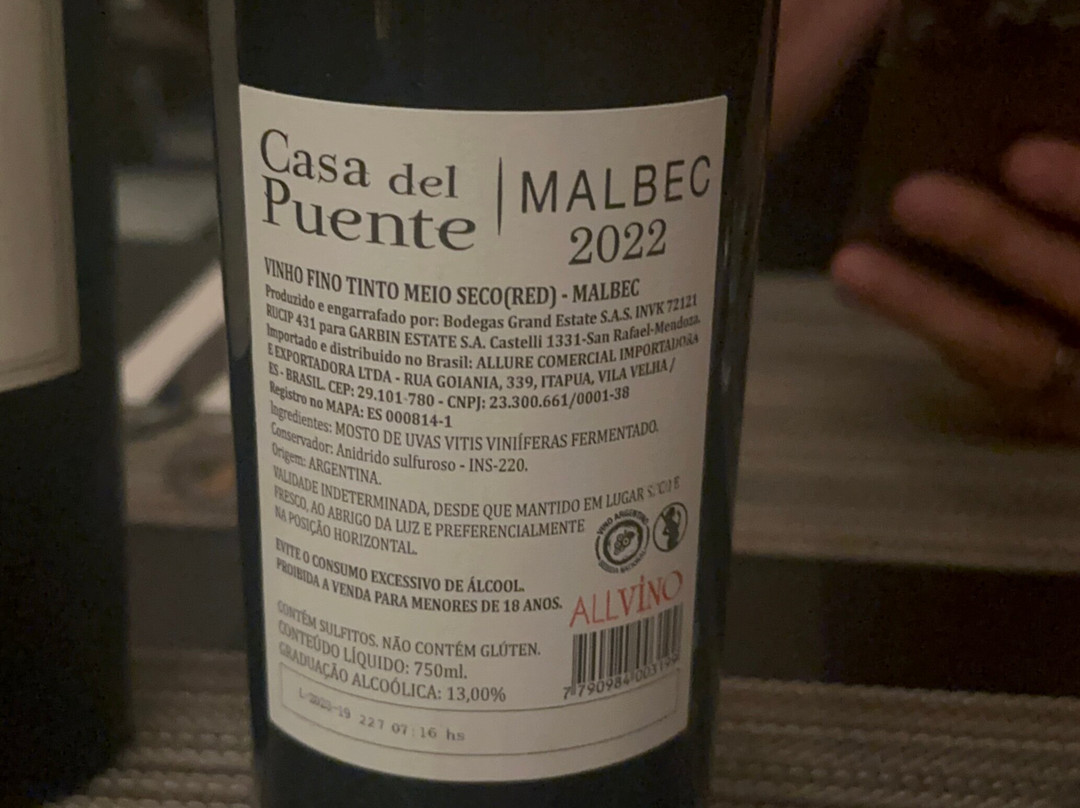 Casa del
Puente
MALBEC
2022
VINHO FINO TINTO MEIO SECO(RED) - MALBEC
Produzido e engarrafado por: Bodegas Grand Estate S.A.S. INVK 72121
RUCIP 431 para GARBIN ESTATE S.A. Castelli 1331-San Rafael-Mendoza.
Importado e distribuido no Brasil: ALLURE COMERCIAL IMPORTADORA
E EXPORTADORA LTDA - RUA GOIANIA, 339, ITAPUA, VILA VELHA/
ES - BRASIL. CEP: 29.101-780 - CNPJ: 23.300.661/0001-38
Registro no MAPA: ES 000814-1
Ingredientes: MOSTO DE UVAS VITIS VINIÍFERAS FERMENTADO.
Conservador: Anidrido sulfuroso - INS-220.
Origem: ARGENTINA.
VALIDADE INDETERMINADA, DESDE QUE MANTIDO EM LUGAR
FRESCO, AO ABRIGO DA LUZ E PREFERENCIALMENTE
NA POSIÇÃO HORIZONTAL.
VINO ARGENTINO
EVITE O CONSUMO EXCESSIVO DE ÁLCOOL.
PROIBIDA A VENDA PARA MENORES DE 18 ANOS.
ALLVINO
CONTÉM SULFITOS. NÃO CONTÉM GLÚTEN.
CONTEÚDO LÍQUIDO: 750ml.
GRADUAÇÃO ALCOÓLICA: 13,00%
7 790984 003199
227 07:16 hs